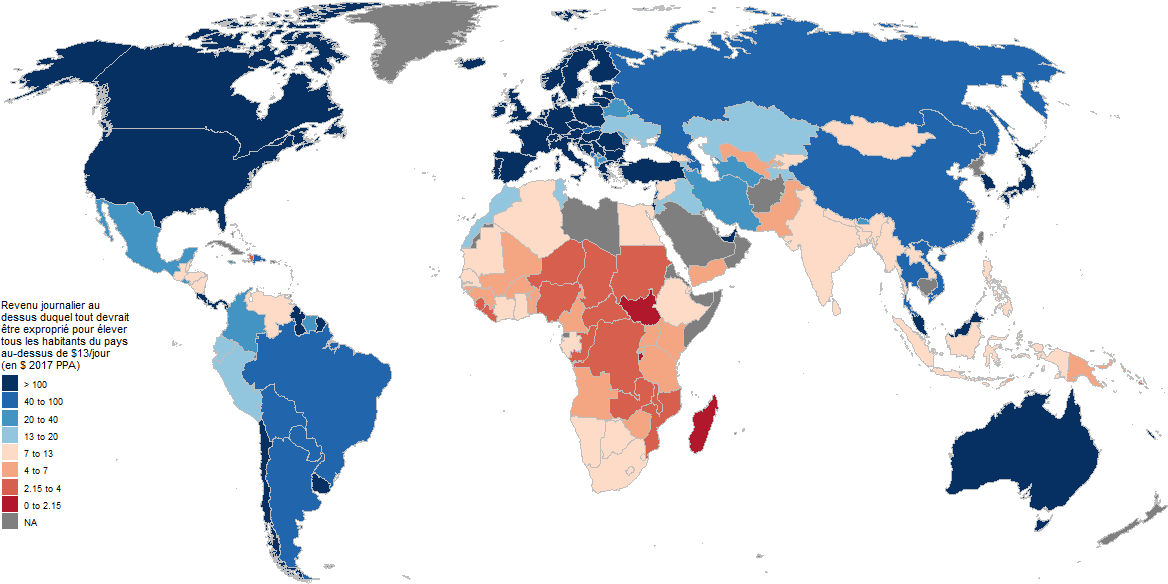 Revenu journalier au
dessus duquel tout devrait
être exproprié pour élever
tous les habitants du pays
au-dessus de $13/jour
(en $ 2017 PPA)
> 100
40 to 100
20 to 40
13 to 20
7 to 13
4 to 7
2.15 to 4
0 to 2.15
NA